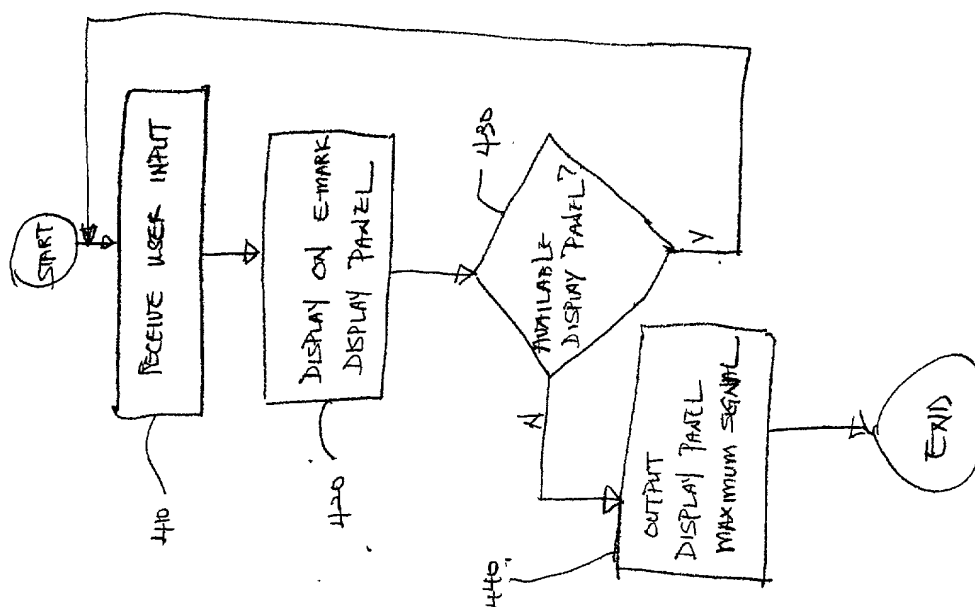 START
RECEIVE USER INPUT
410
DISPLAY ON E-MARK
DISPLAY PANEL
420
AVAILABLE
DISPLAY PANEL?
430
Y
N
OUTPUT
DISPLAY PANEL
MAXIMUM SIGNAL
440
END